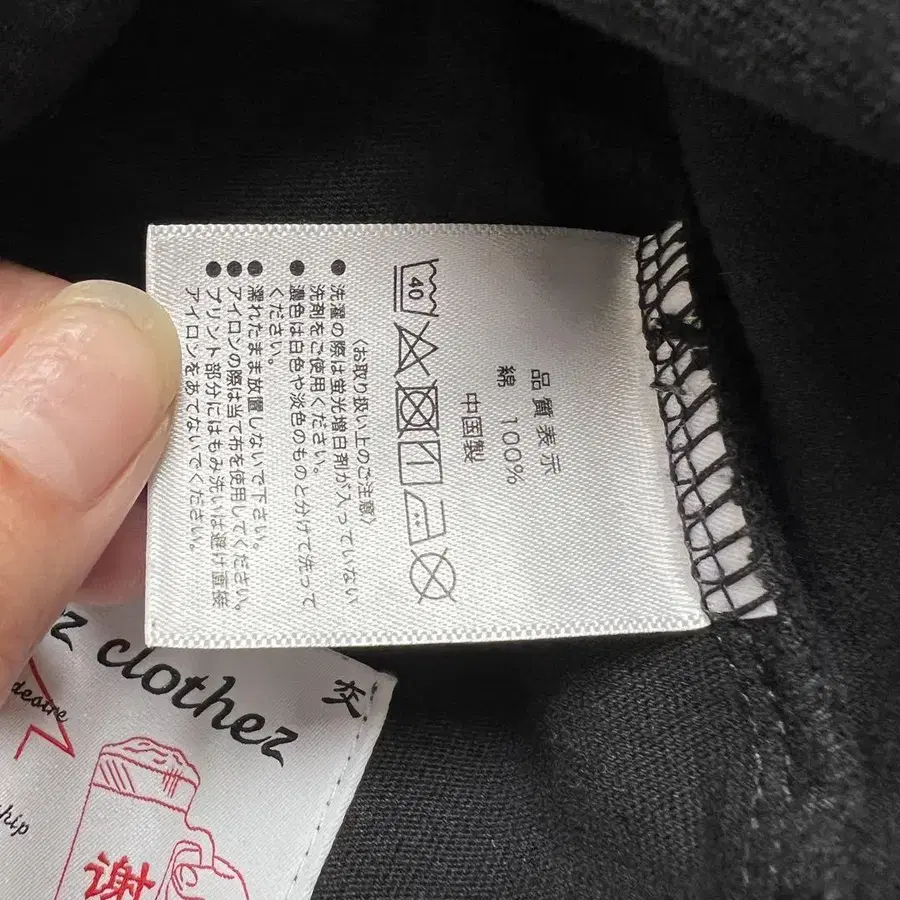 品質表示
綿 100%
中国製
40
〈お取り扱い上のご注意〉
●洗濯の際は蛍光増白剤が入っていない
洗剤をご使用ください。
●濃色は白色や淡色のものと分けて洗って
ください。
●濡れたまま放置しないで下さい。
●アイロンの際は当て布を使用してください。
●プリント部分にはもみ洗いは避け直接
アイロンをあてないでください。
z clothez
交
desire
hip
谢